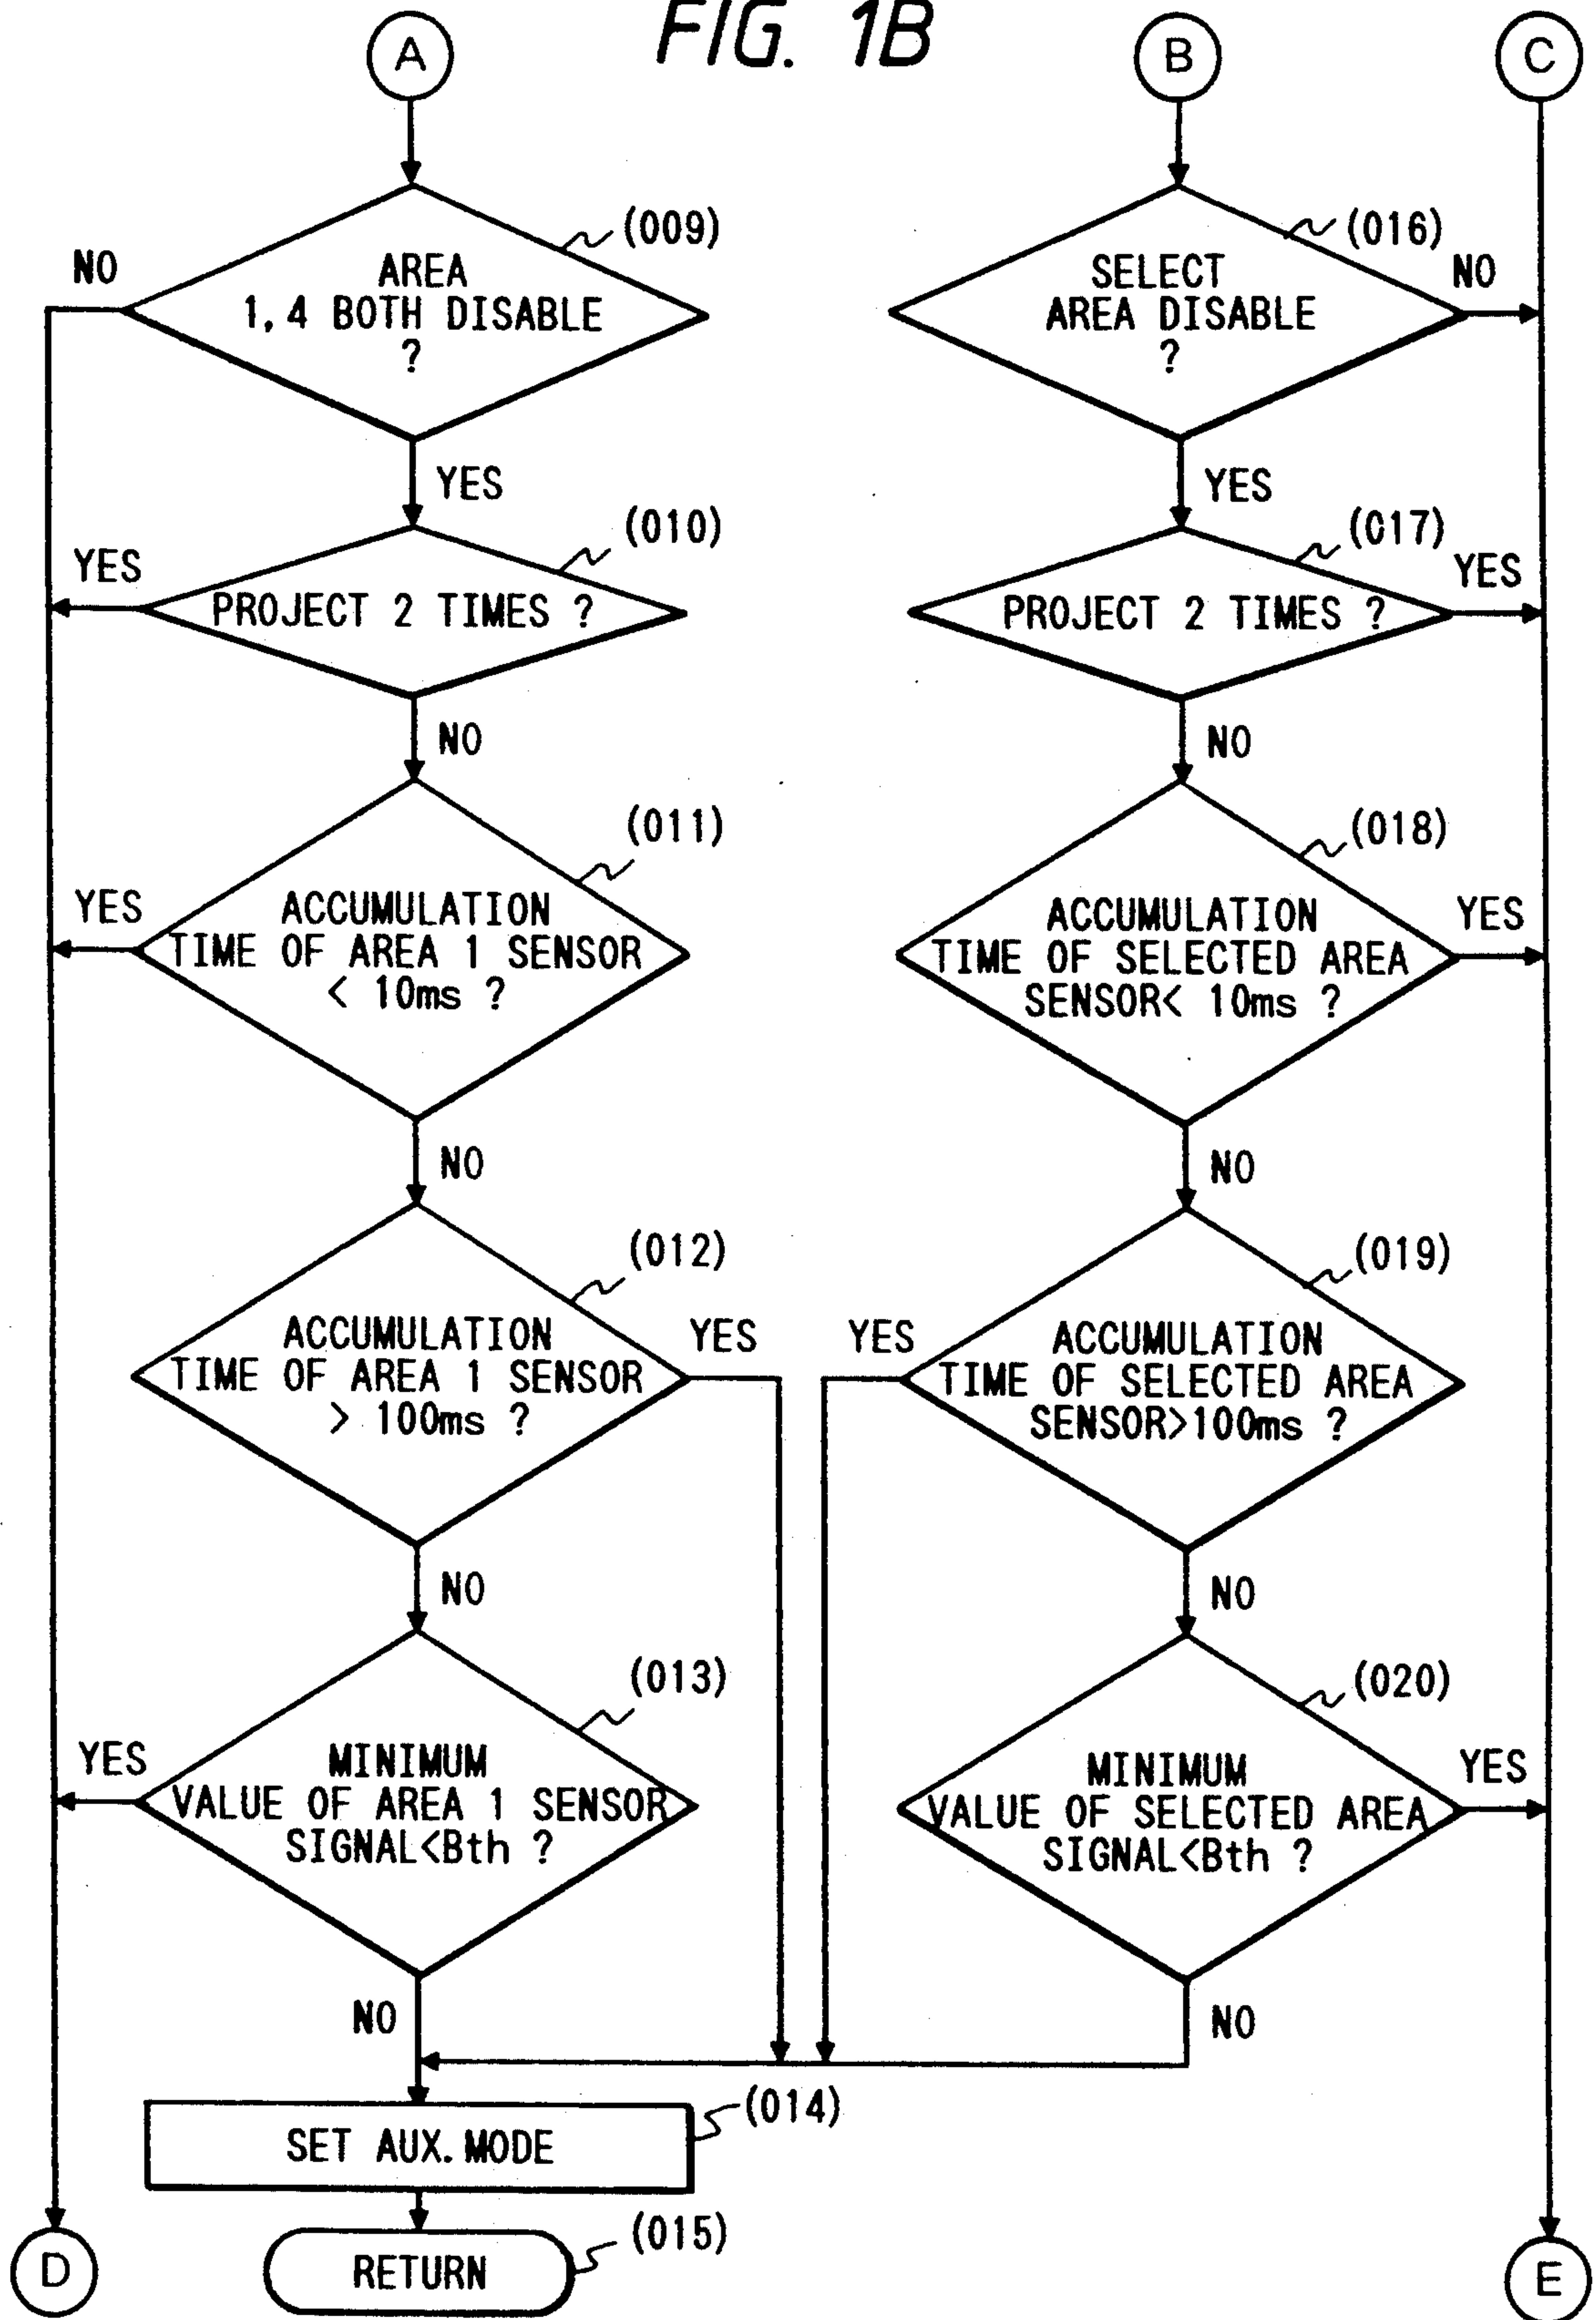 FIG. 1B
A
B
C
(009)
NO
AREA
1, 4 BOTH DISABLE
?
YES
(010)
YES
PROJECT 2 TIMES ?
NO
(011)
YES
ACCUMULATION
TIME OF AREA 1 SENSOR
< 10ms ?
NO
(012)
ACCUMULATION
TIME OF AREA 1 SENSOR
> 100ms ?
YES
NO
(013)
YES
MINIMUM
VALUE OF AREA 1 SENSOR
SIGNAL<Bth ?
NO
(014)
SET AUX. MODE
(015)
RETURN
D
(016)
SELECT
AREA DISABLE
?
NO
YES
(017)
PROJECT 2 TIMES ?
YES
NO
(018)
ACCUMULATION
TIME OF SELECTED AREA
SENSOR< 10ms ?
YES
NO
(019)
YES
ACCUMULATION
TIME OF SELECTED AREA
SENSOR>100ms ?
NO
(020)
MINIMUM
VALUE OF SELECTED AREA
SIGNAL<Bth ?
YES
NO
E